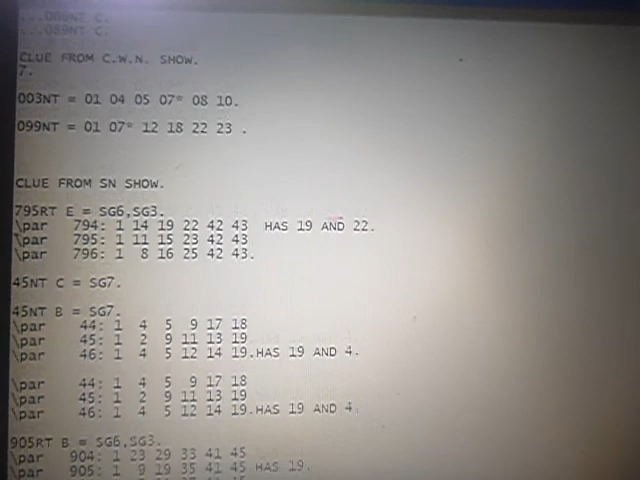 ...088NT C.
...089NT C.
CLUE FROM C.W.N. SHOW.
7.
003NT = 01 04 05 07* 08 10.
099NT = 01 07* 12 18 22 23 .
CLUE FROM SN SHOW.
795RT E = SG6,SG3.
\par 794: 1 14 19 22 42 43 HAS 19 AND 22.
\par 795: 1 11 15 23 42 43
\par 796: 1 8 16 25 42 43.
45NT C = SG7.
45NT B = SG7.
\par 44: 1 4 5 9 17 18
\par 45: 1 2 9 11 13 19
\par 46: 1 4 5 12 14 19.HAS 19 AND 4.
\par 44: 1 4 5 9 17 18
\par 45: 1 2 9 11 13 19
\par 46: 1 4 5 12 14 19.HAS 19 AND 4.
905RT B = SG6,SG3.
\par 904: 1 23 29 33 41 45
\par 905: 1 9 19 35 41 45 HAS 19.